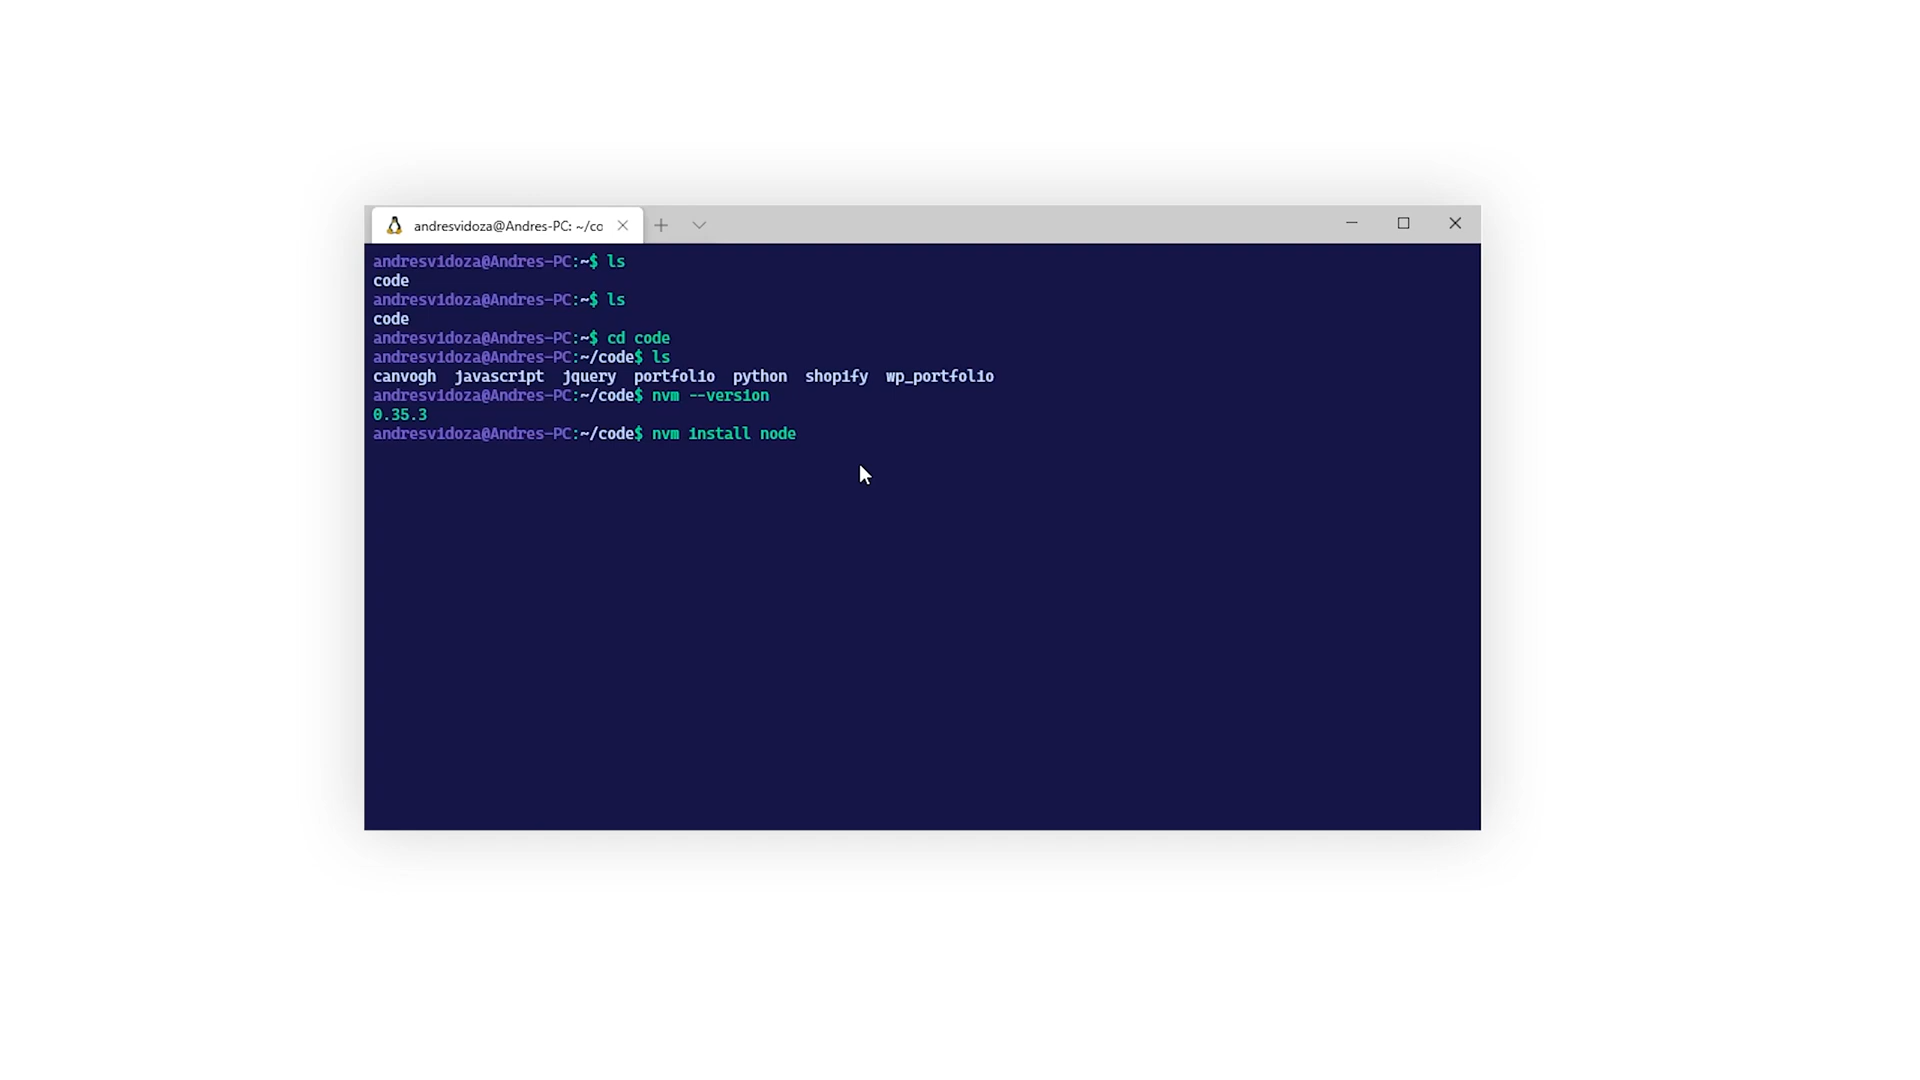 andresvidoza@Andres-PC: ~/co
andresvidoza@Andres-PC:~$ ls
code
andresvidoza@Andres-PC:~$ ls
code
andresvidoza@Andres-PC:~$ cd code
andresvidoza@Andres-PC:~/code$ ls
canvogh javascript jquery portfolio python shopify wp_portfolio
andresvidoza@Andres-PC:~/code$ nvm --version
0.35.3
andresvidoza@Andres-PC:~/code$ nvm install node